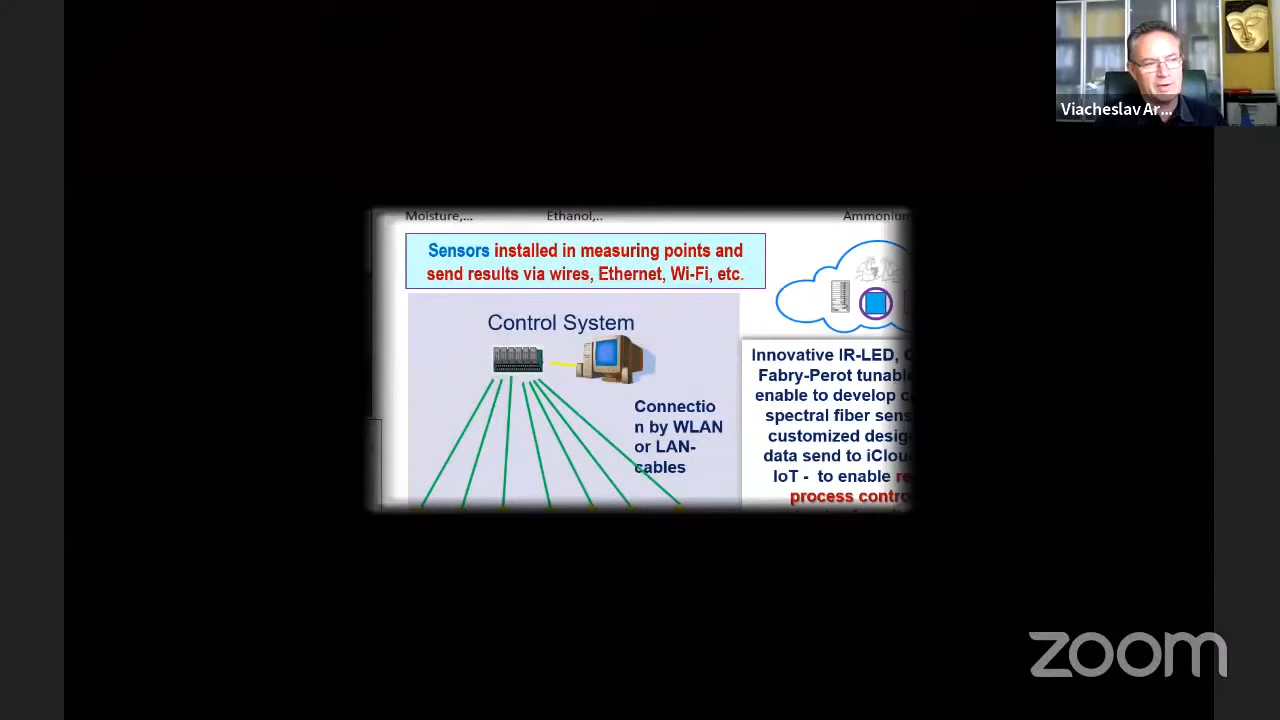 Viacheslav Ar...
Moisture,...
Ethanol,..
Ammonium
Sensors installed in measuring points and
send results via wires, Ethernet, Wi-Fi, etc.
Control System
Connectio
n by WLAN
or LAN-
cables
Innovative IR-LED,
Fabry-Perot tunable
enable to develop
spectral fiber sens
customized desig
data send to iClou
IoT - to enable re
process contro
zoom